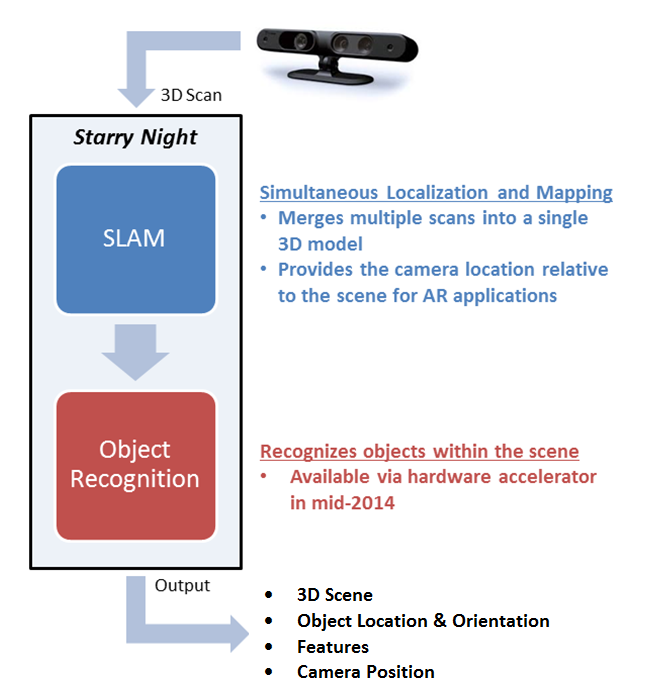 3D Scan
Starry Night
SLAM
Simultaneous Localization and Mapping
• Merges multiple scans into a single
3D model
• Provides the camera location relative
to the scene for AR applications
Object
Recognition
Recognizes objects within the scene
• Available via hardware accelerator
in mid-2014
Output
• 3D Scene
• Object Location & Orientation
• Features
• Camera Position